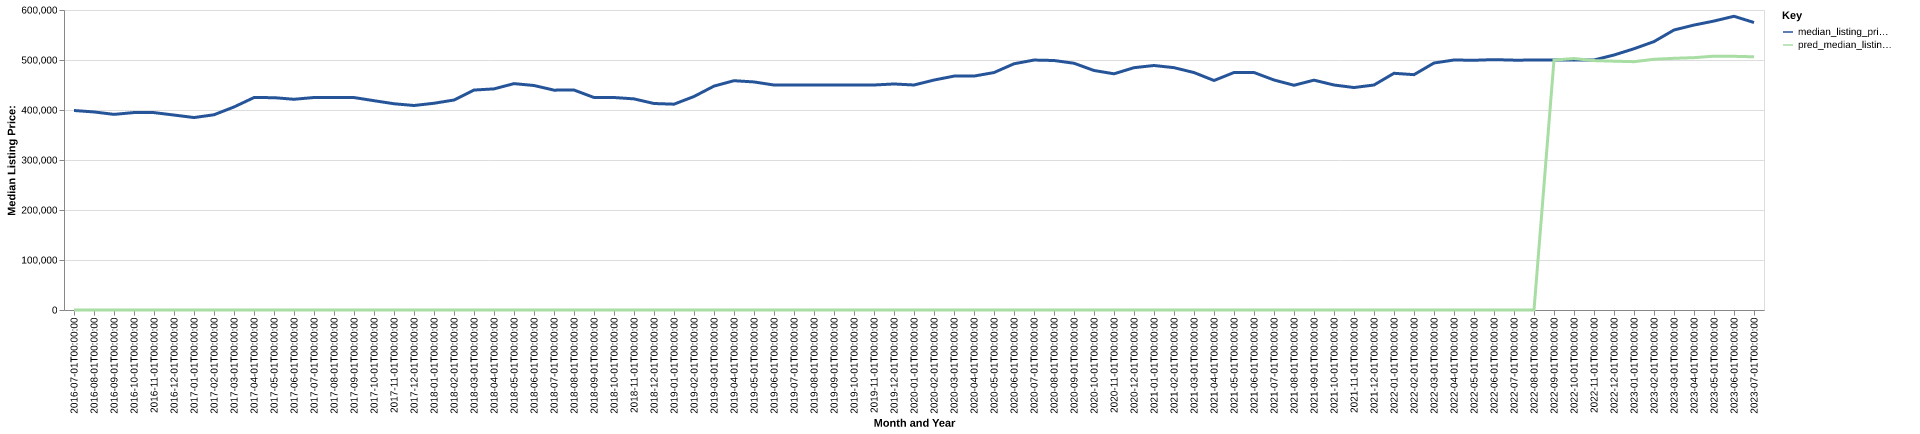 600,000
500,000
400,000
300,000
200,000
100,000
0
Median Listing Price:
2016-07-01T00:00:00
2016-08-01T00:00:00
2016-09-01T00:00:00
2016-10-01T00:00:00
2016-11-01T00:00:00
2016-12-01T00:00:00
2017-01-01T00:00:00
2017-02-01T00:00:00
2017-03-01T00:00:00
2017-04-01T00:00:00
2017-05-01T00:00:00
2017-06-01T00:00:00
2017-07-01T00:00:00
2017-08-01T00:00:00
2017-09-01T00:00:00
2017-10-01T00:00:00
2017-11-01T00:00:00
2017-12-01T00:00:00
2018-01-01T00:00:00
2018-02-01T00:00:00
2018-03-01T00:00:00
2018-04-01T00:00:00
2018-05-01T00:00:00
2018-06-01T00:00:00
2018-07-01T00:00:00
2018-08-01T00:00:00
2018-09-01T00:00:00
2018-10-01T00:00:00
2018-11-01T00:00:00
2018-12-01T00:00:00
2019-01-01T00:00:00
2019-02-01T00:00:00
2019-03-01T00:00:00
2019-04-01T00:00:00
2019-05-01T00:00:00
2019-06-01T00:00:00
2019-07-01T00:00:00
2019-08-01T00:00:00
2019-09-01T00:00:00
2019-10-01T00:00:00
2019-11-01T00:00:00
2019-12-01T00:00:00
2020-01-01T00:00:00
2020-02-01T00:00:00
2020-03-01T00:00:00
2020-04-01T00:00:00
2020-05-01T00:00:00
2020-06-01T00:00:00
2020-07-01T00:00:00
2020-08-01T00:00:00
2020-09-01T00:00:00
2020-10-01T00:00:00
2020-11-01T00:00:00
2020-12-01T00:00:00
2021-01-01T00:00:00
2021-02-01T00:00:00
2021-03-01T00:00:00
2021-04-01T00:00:00
2021-05-01T00:00:00
2021-06-01T00:00:00
2021-07-01T00:00:00
2021-08-01T00:00:00
2021-09-01T00:00:00
2021-10-01T00:00:00
2021-11-01T00:00:00
2021-12-01T00:00:00
2022-01-01T00:00:00
2022-02-01T00:00:00
2022-03-01T00:00:00
2022-04-01T00:00:00
2022-05-01T00:00:00
2022-06-01T00:00:00
2022-07-01T00:00:00
2022-08-01T00:00:00
2022-09-01T00:00:00
2022-10-01T00:00:00
2022-11-01T00:00:00
2022-12-01T00:00:00
2023-01-01T00:00:00
2023-02-01T00:00:00
2023-03-01T00:00:00
2023-04-01T00:00:00
2023-05-01T00:00:00
2023-06-01T00:00:00
2023-07-01T00:00:00
Month and Year
Key
median_listing_pri…
pred_median_listin…